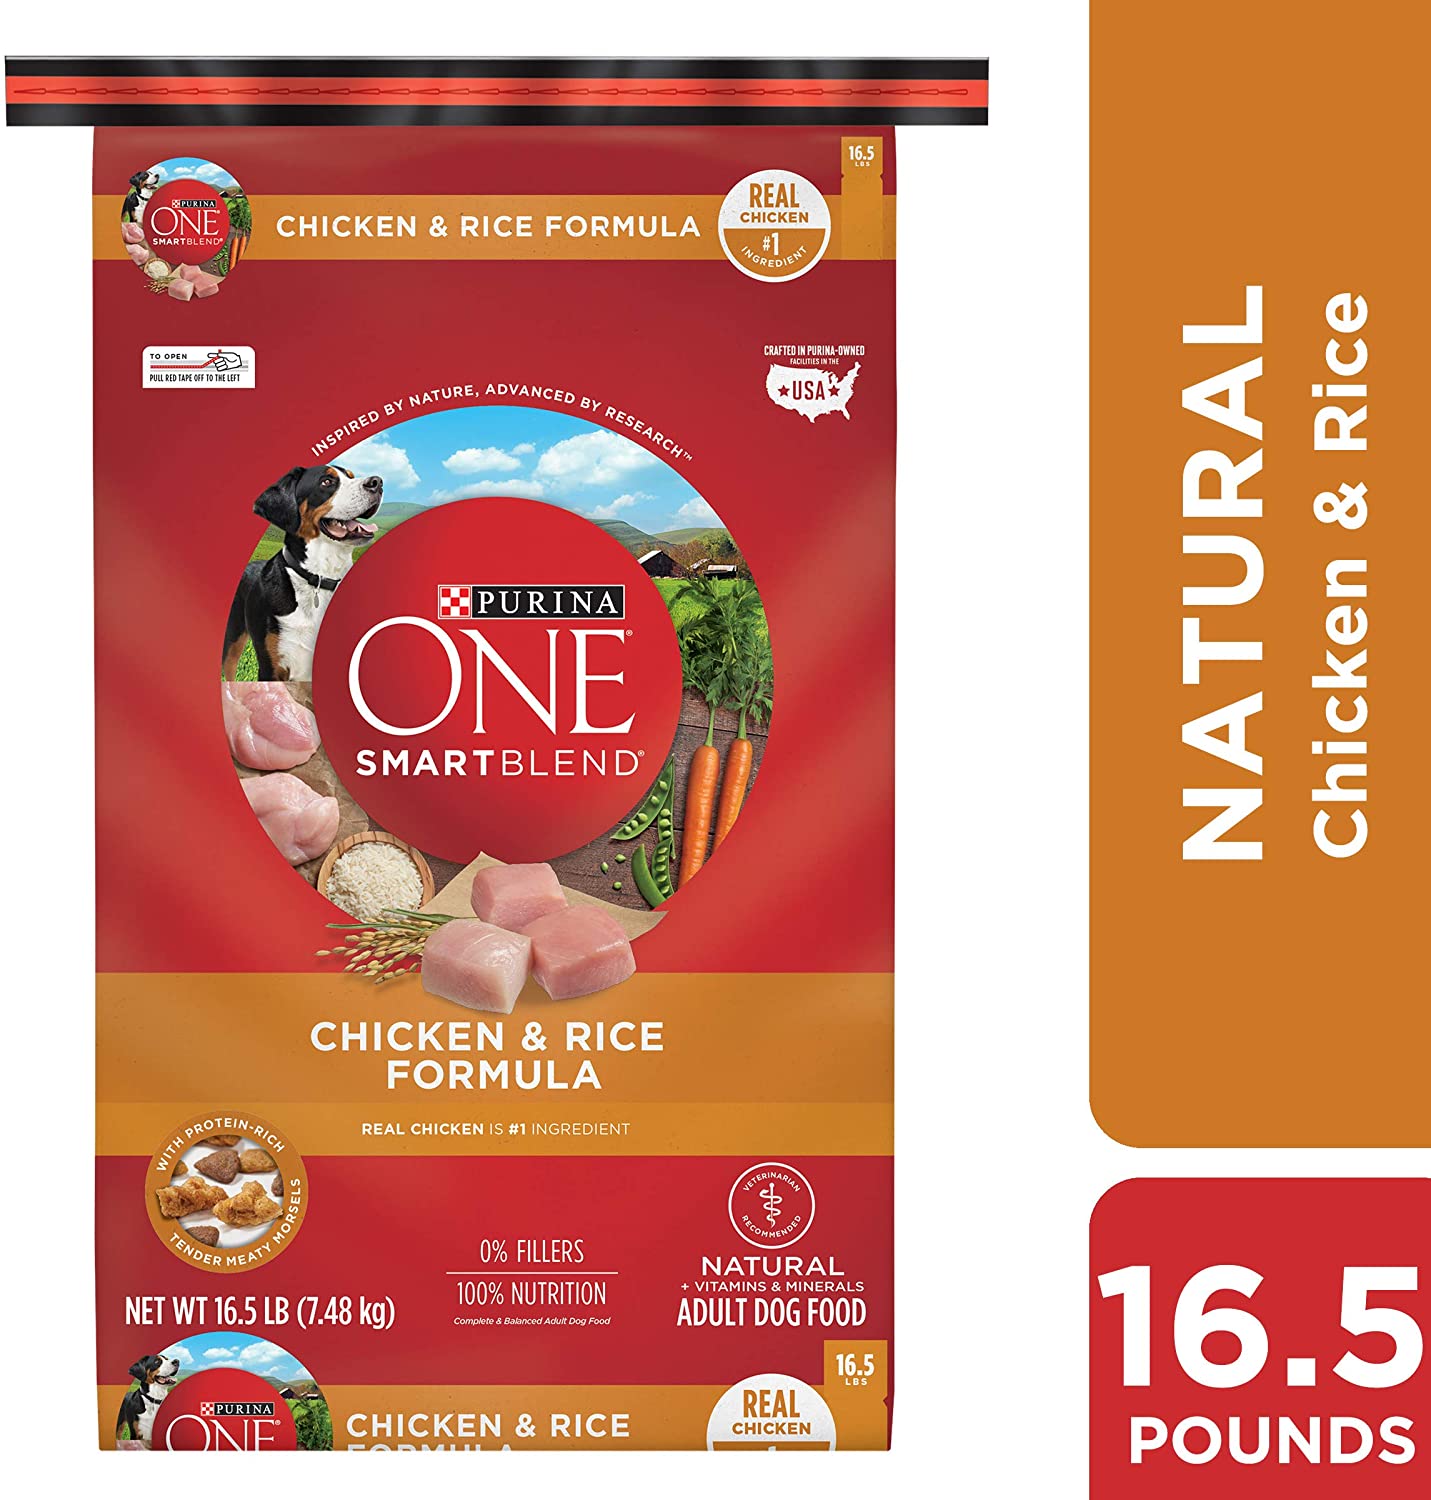 16.5
LBS
PURINA
ONE®
SMARTBLEND®
CHICKEN & RICE FORMULA
REAL
CHICKEN
#1
INGREDIENT
TO OPEN
PULL RED TAPE OFF TO THE LEFT
CRAFTED IN PURINA-OWNED
FACILITIES IN THE
USA
INSPIRED BY NATURE, ADVANCED BY RESEARCH™
PURINA
ONE®
SMARTBLEND®
CHICKEN & RICE
FORMULA
REAL CHICKEN IS #1 INGREDIENT
WITH PROTEIN-RICH
TENDER MEATY MORSELS
VETERINARIAN
RECOMMENDED
0% FILLERS
100% NUTRITION
Complete & Balanced Adult Dog Food
NATURAL
+ VITAMINS & MINERALS
ADULT DOG FOOD
NET WT 16.5 LB (7.48 kg)
16.5
LBS
PURINA
ONE®
CHICKEN & RICE
FORMULA
REAL
CHICKEN
NATURAL
Chicken & Rice
16.5
POUNDS